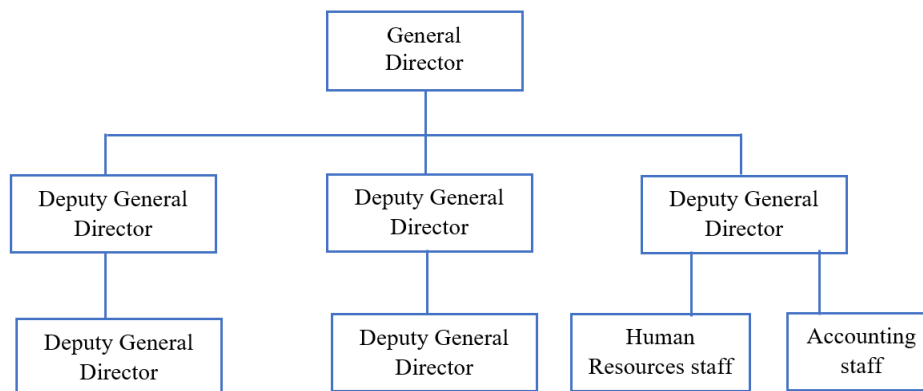 General
Director
Deputy General
Director
Deputy General
Director
Deputy General
Director
Deputy General
Director
Deputy General
Director
Human
Resources staff
Accounting
staff